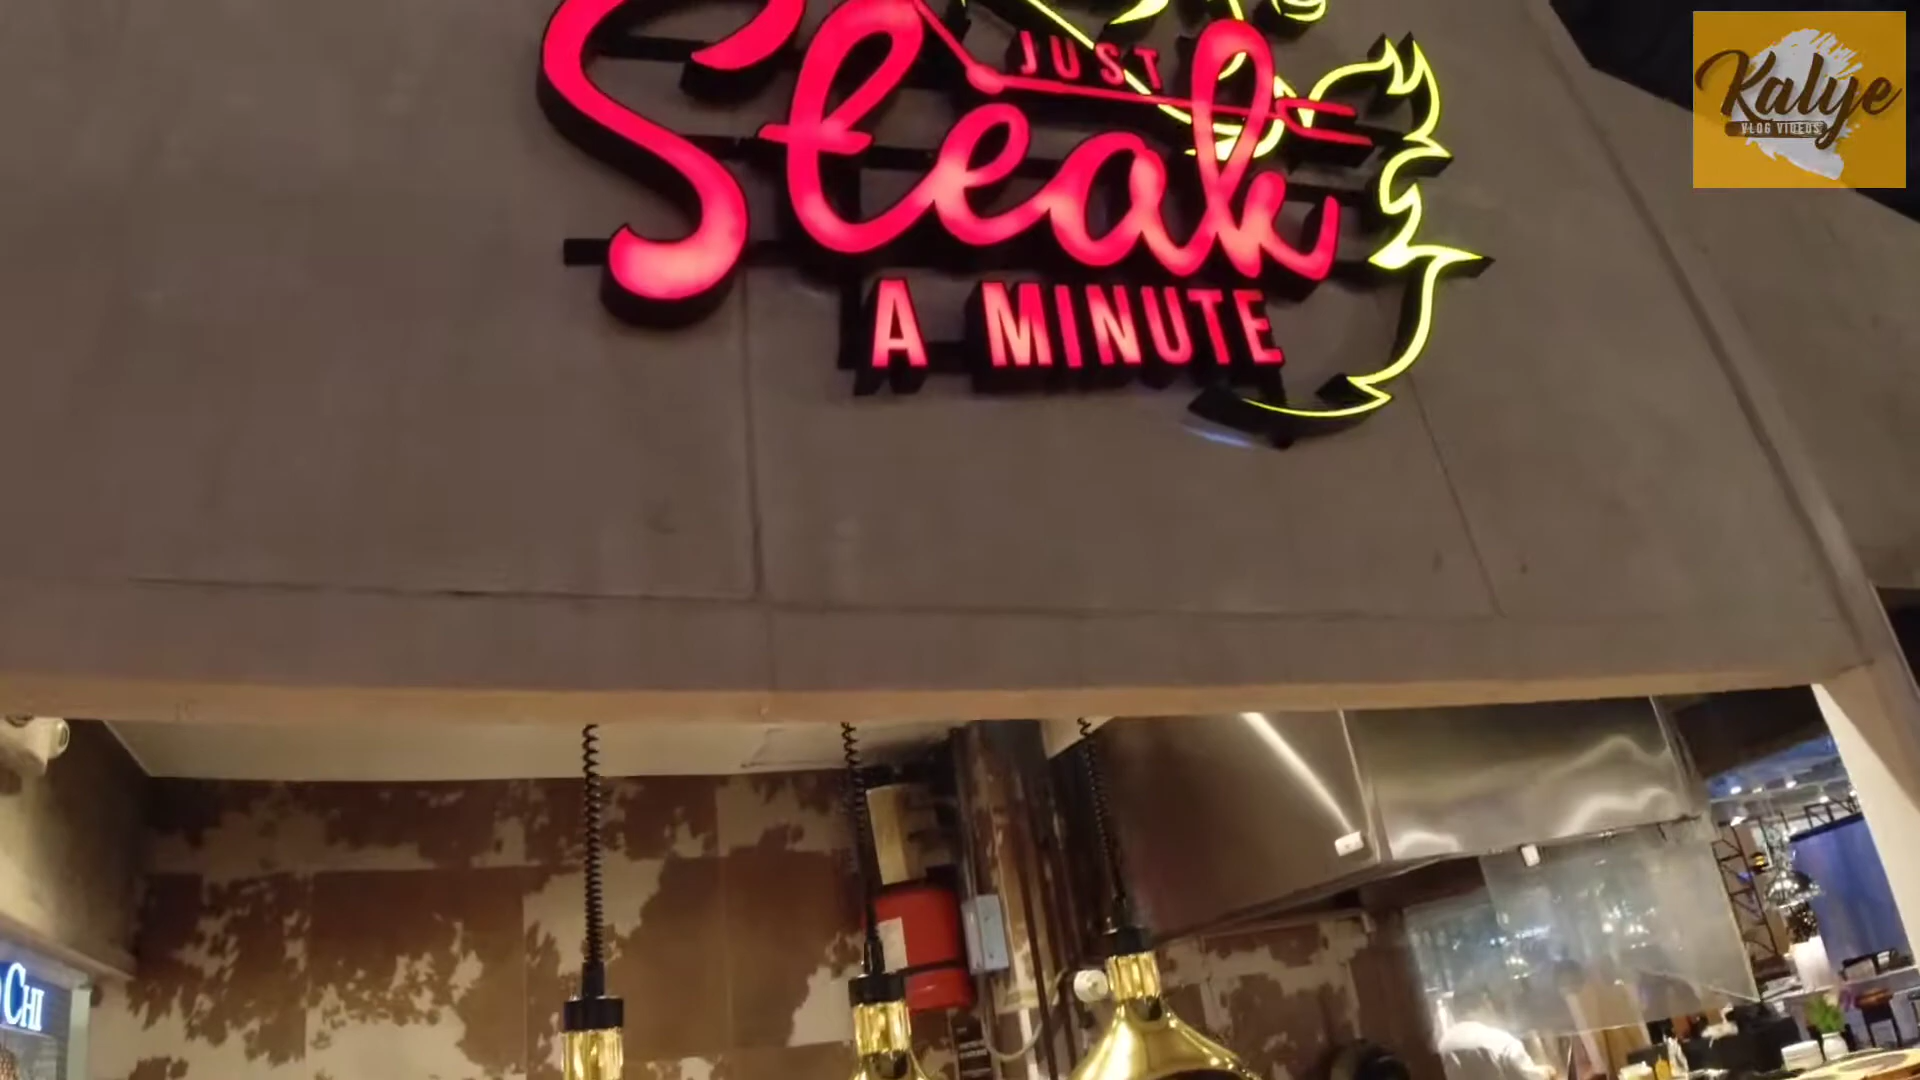 JUST
Steak
A MINUTE
Kalye
VLOG VIDEOS
CHI